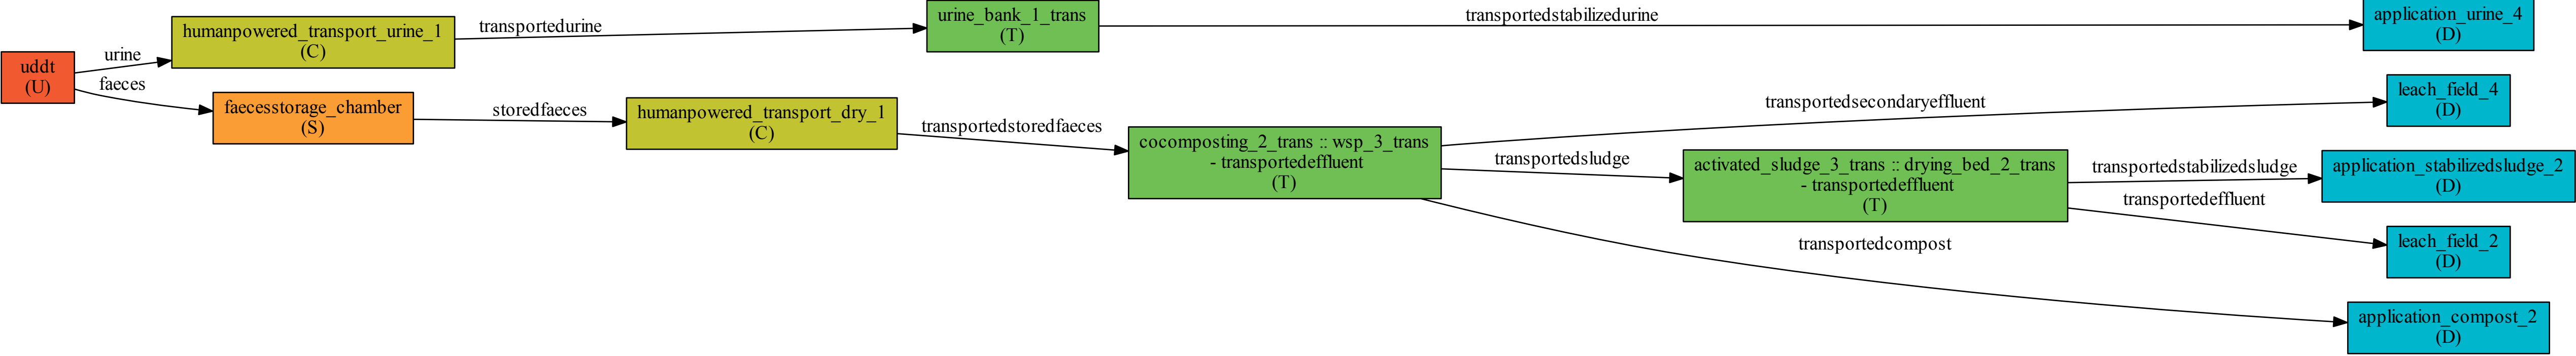 uddt
(U)
urine
faeces
humanpowered_transport_urine_1
(C)
transportedurine
urine_bank_1_trans
(T)
transportedstabilizedurine
application_urine_4
(D)
faecesstorage_chamber
(S)
storedfaeces
humanpowered_transport_dry_1
(C)
transportedstoredfaeces
cocomposting_2_trans :: wsp_3_trans
- transportedeffluent
(T)
transportedsecondaryeffluent
leach_field_4
(D)
transportedsludge
activated_sludge_3_trans :: drying_bed_2_trans
- transportedeffluent
(T)
transportedstabilizedsludge
application_stabilizedsludge_2
(D)
transportedeffluent
leach_field_2
(D)
transportedcompost
application_compost_2
(D)